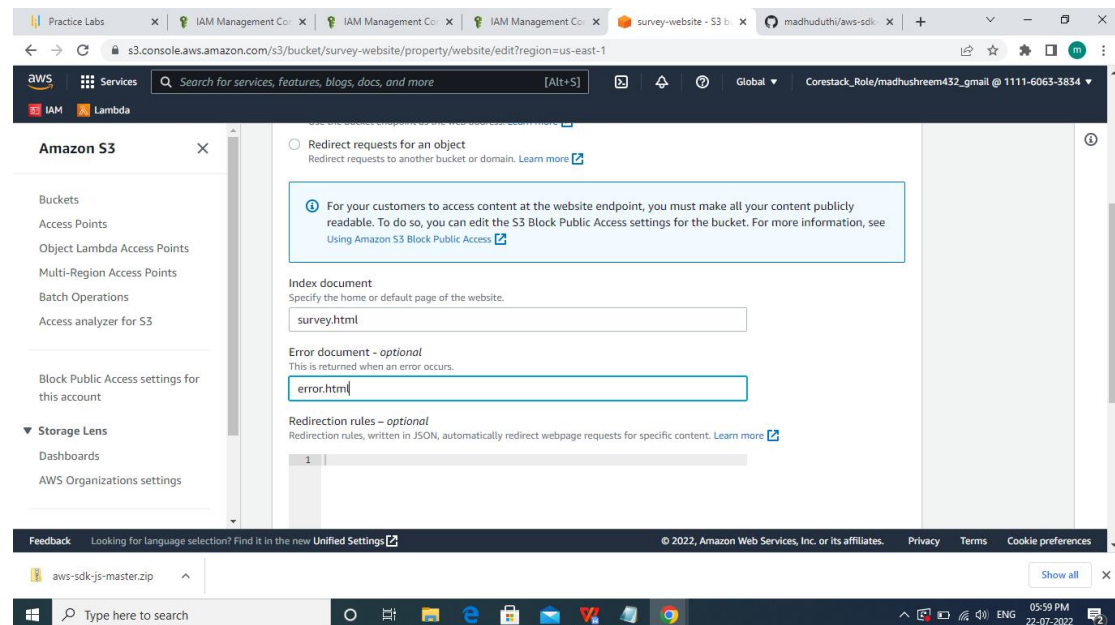 Practice Labs
IAM Management Co
IAM Management Co
IAM Management Co
survey-website - S3 b
madhuduthi/aws-sdk
s3.console.aws.amazon.com/s3/bucket/survey-website/property/website/edit?region=us-east-1
m
aws
Services
Search for services, features, blogs, docs, and more
[Alt+S]
Global
Corestack_Role/madhushreem432_gmail @ 1111-6063-3834
IAM
Lambda
Amazon S3
Buckets
Access Points
Object Lambda Access Points
Multi-Region Access Points
Batch Operations
Access analyzer for S3
Block Public Access settings for
this account
Storage Lens
Dashboards
AWS Organizations settings
Use the bucket endpoint as the web address. Learn more
Redirect requests for an object
Redirect requests to another bucket or domain. Learn more
For your customers to access content at the website endpoint, you must make all your content publicly
readable. To do so, you can edit the S3 Block Public Access settings for the bucket. For more information, see
Using Amazon S3 Block Public Access
Index document
Specify the home or default page of the website.
survey.html
Error document - optional
This is returned when an error occurs.
error.html
Redirection rules – optional
Redirection rules, written in JSON, automatically redirect webpage requests for specific content. Learn more
1
Feedback
Looking for language selection? Find it in the new Unified Settings
© 2022, Amazon Web Services, Inc. or its affiliates.
Privacy
Terms
Cookie preferences
aws-sdk-js-master.zip
Show all
Type here to search
ENG
05:59 PM
22-07-2022
2